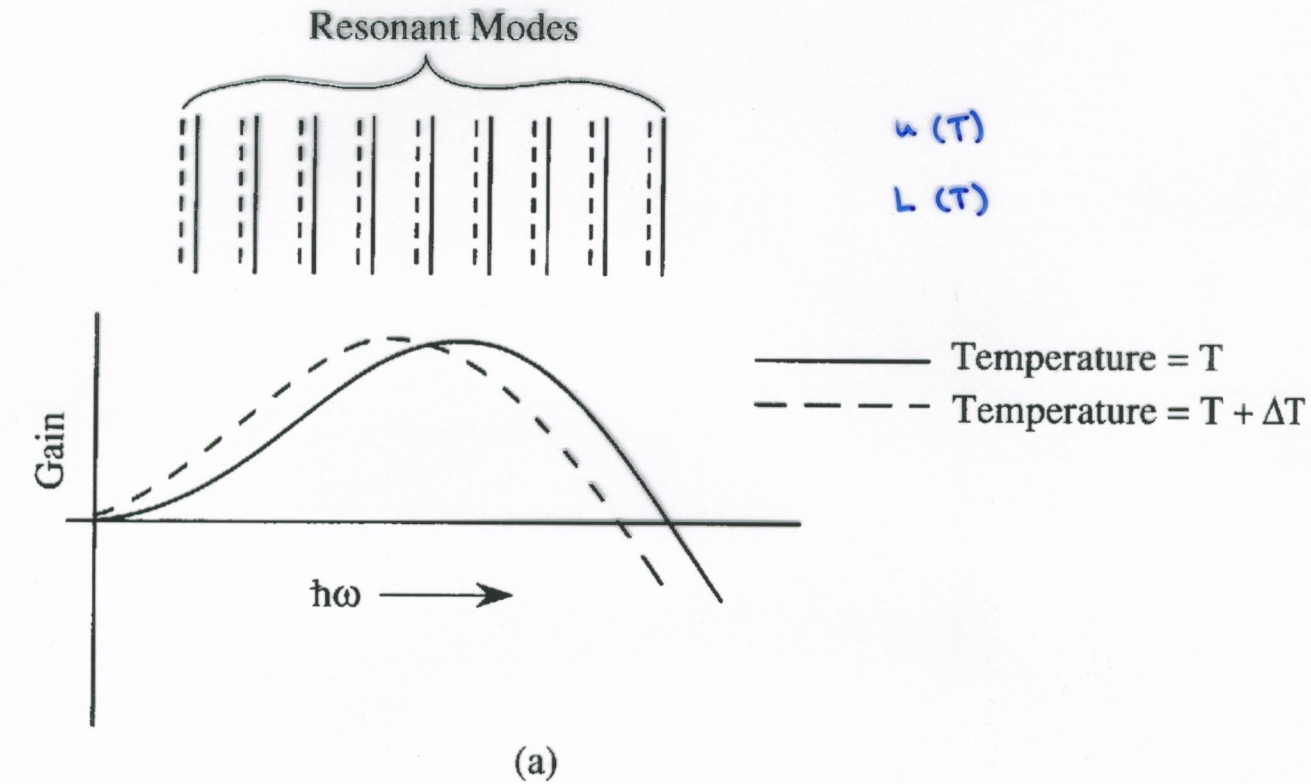 Resonant Modes
n (T)
L (T)
Temperature = T
Temperature = T + ΔT
Gain
ħω
(a)